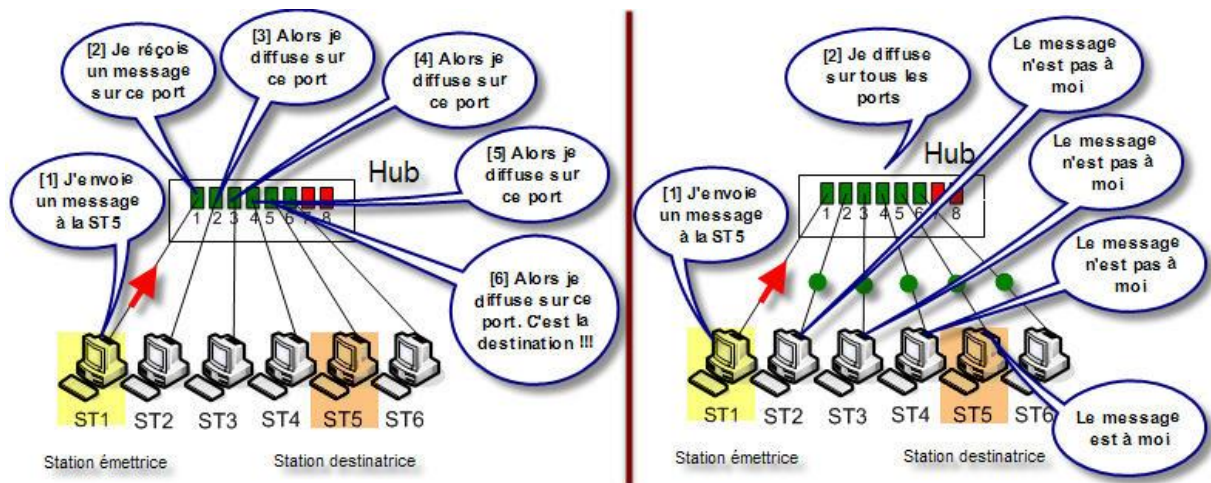 [2] Je réçois
un message
sur ce port
[3] Alors je
diffuse sur
ce port
[4] Alors je
diffuse sur
ce port
[5] Alors je
diffuse sur
ce port
[6] Alors je
diffuse sur ce
port. C'est la
destination !!!
[1] J'envoie
un message
à la ST5
Hub
1 2 3 4 5 6 7 8
ST1 ST2 ST3 ST4 ST5 ST6
Station émettrice
Station destinatrice
[2] Je diffuse
sur tous les
ports
Le message
n'est pas à
moi
Le message
n'est pas à
moi
Le message
n'est pas à
moi
Le message
est à moi
[1] J'envoie
un message
à la ST5
Hub
1 2 3 4 5 6 7 8
ST1 ST2 ST3 ST4 ST5 ST6
Station émettrice
Station destinatrice